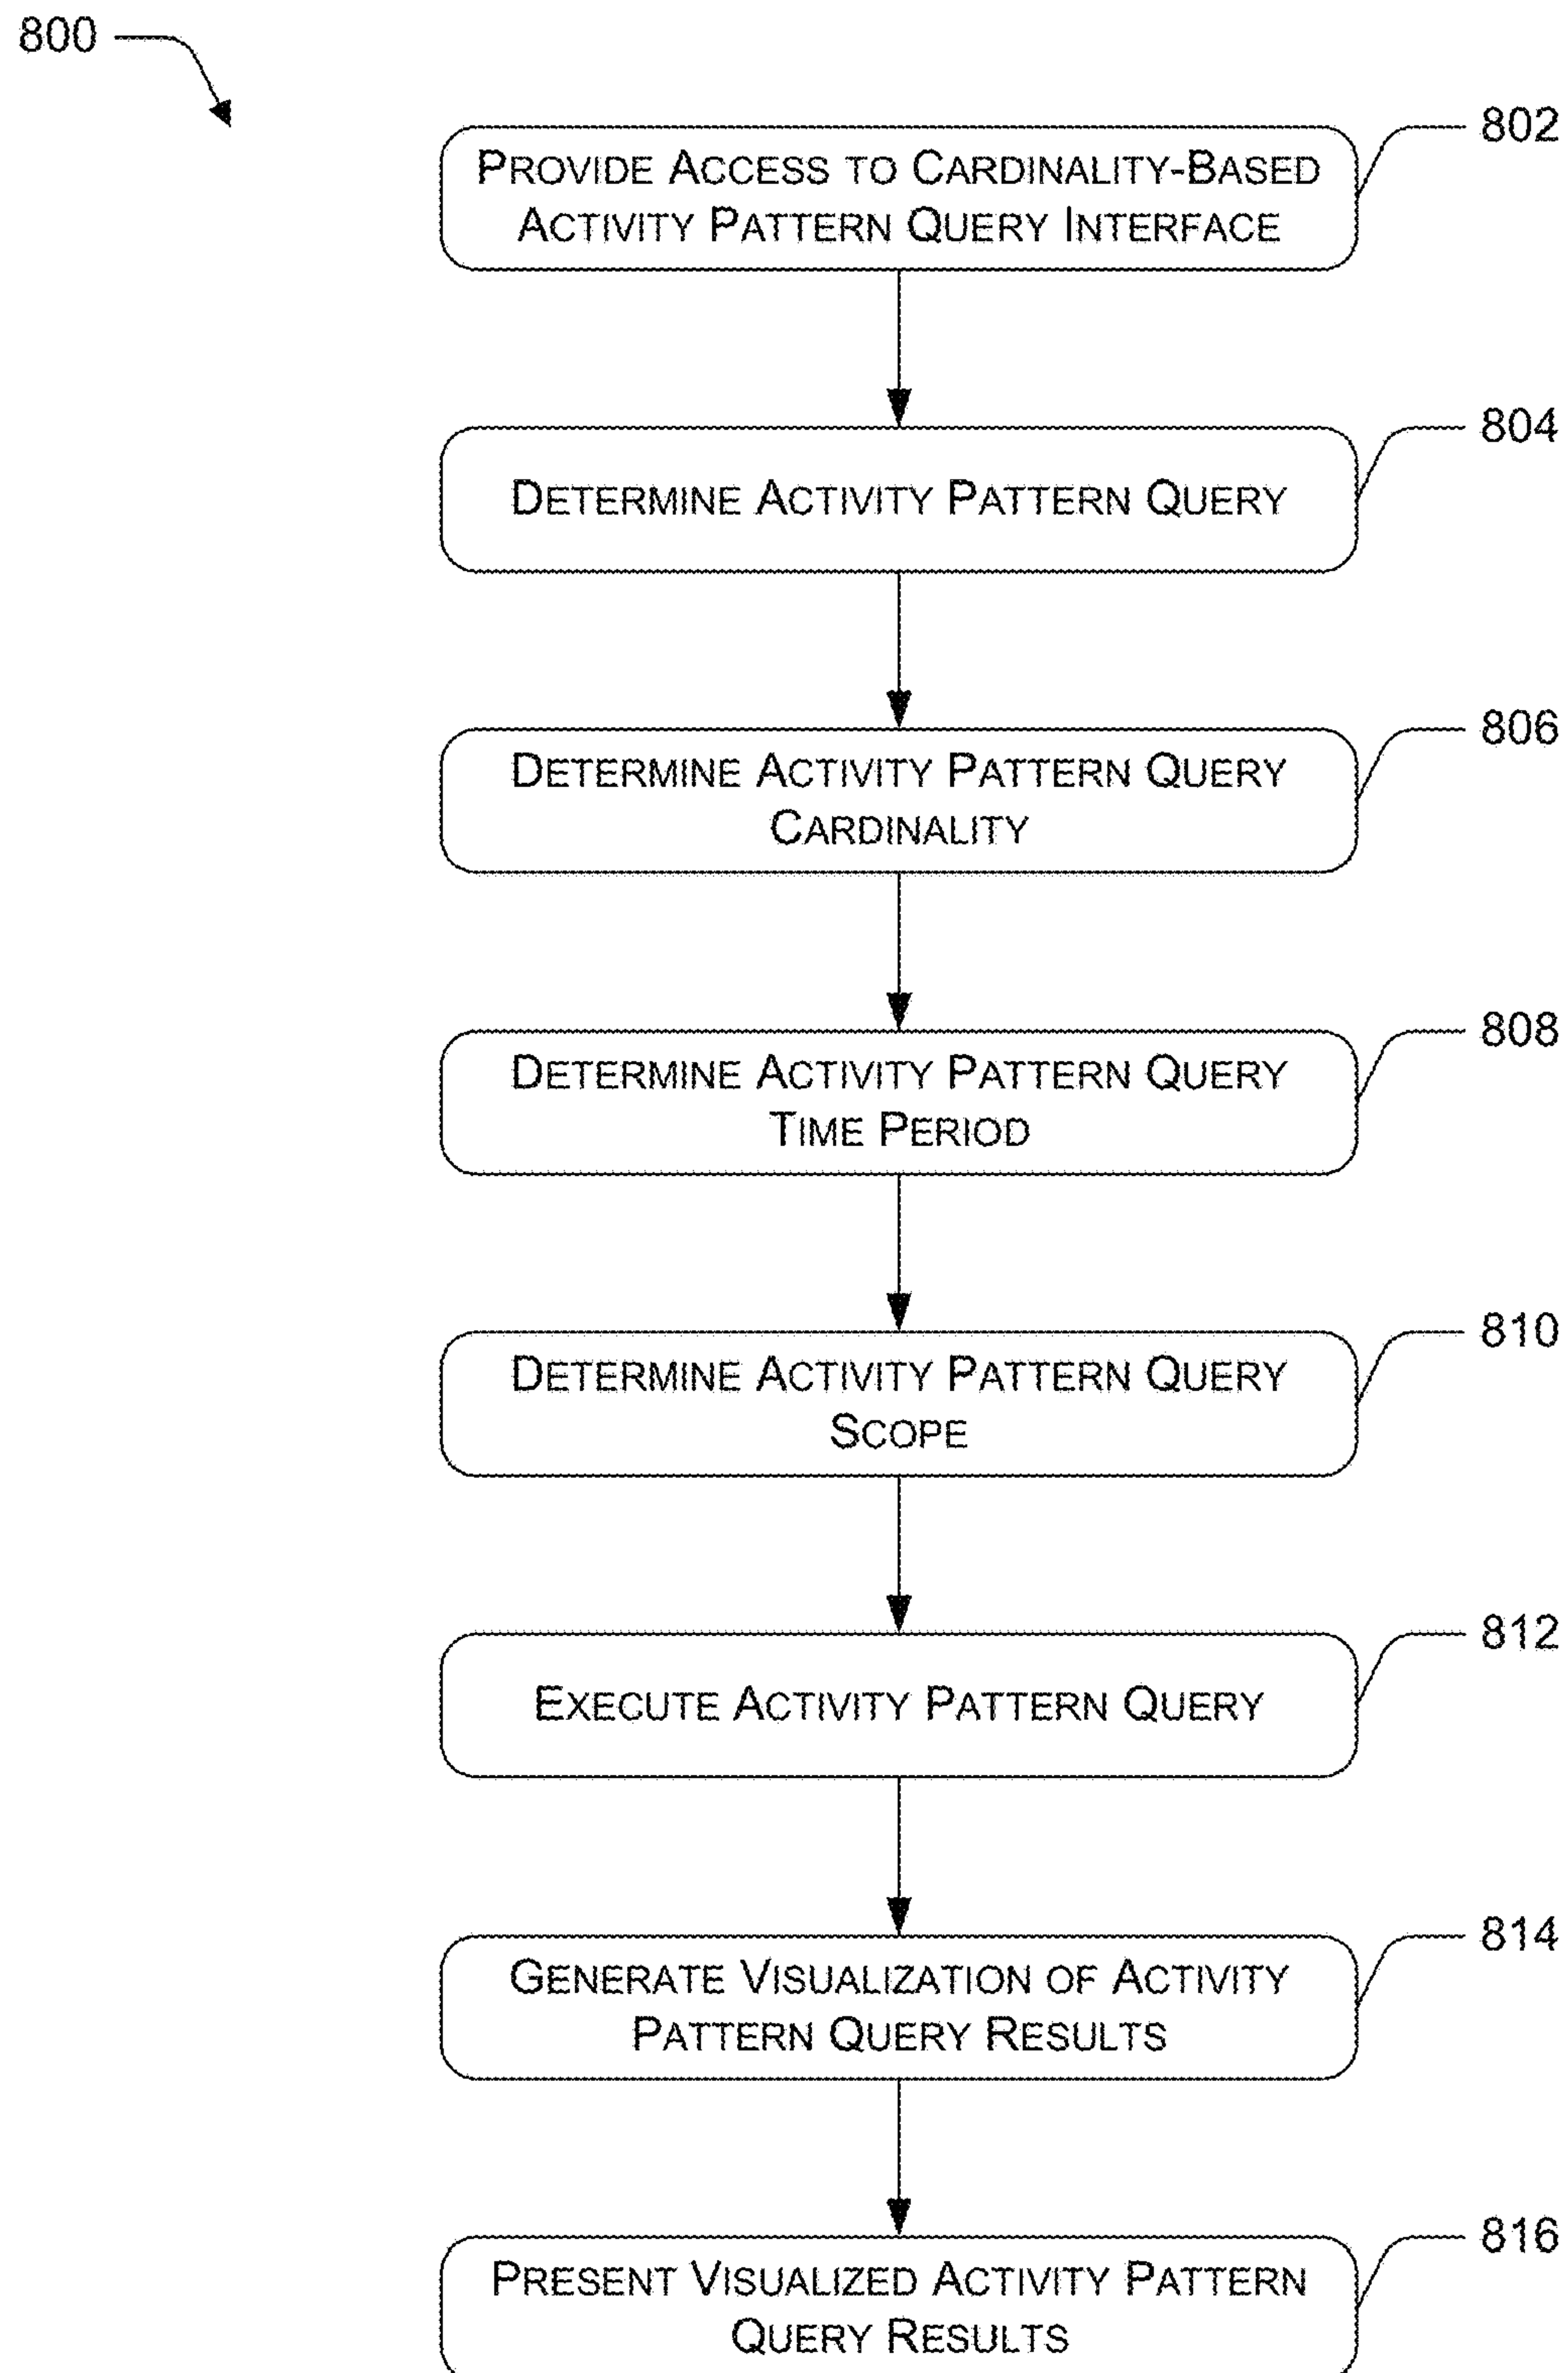 800
802
PROVIDE ACCESS TO CARDINALITY-BASED
ACTIVITY PATTERN QUERY INTERFACE
804
DETERMINE ACTIVITY PATTERN QUERY
806
DETERMINE ACTIVITY PATTERN QUERY
CARDINALITY
808
DETERMINE ACTIVITY PATTERN QUERY
TIME PERIOD
810
DETERMINE ACTIVITY PATTERN QUERY
SCOPE
812
EXECUTE ACTIVITY PATTERN QUERY
814
GENERATE VISUALIZATION OF ACTIVITY
PATTERN QUERY RESULTS
816
PRESENT VISUALIZED ACTIVITY PATTERN
QUERY RESULTS